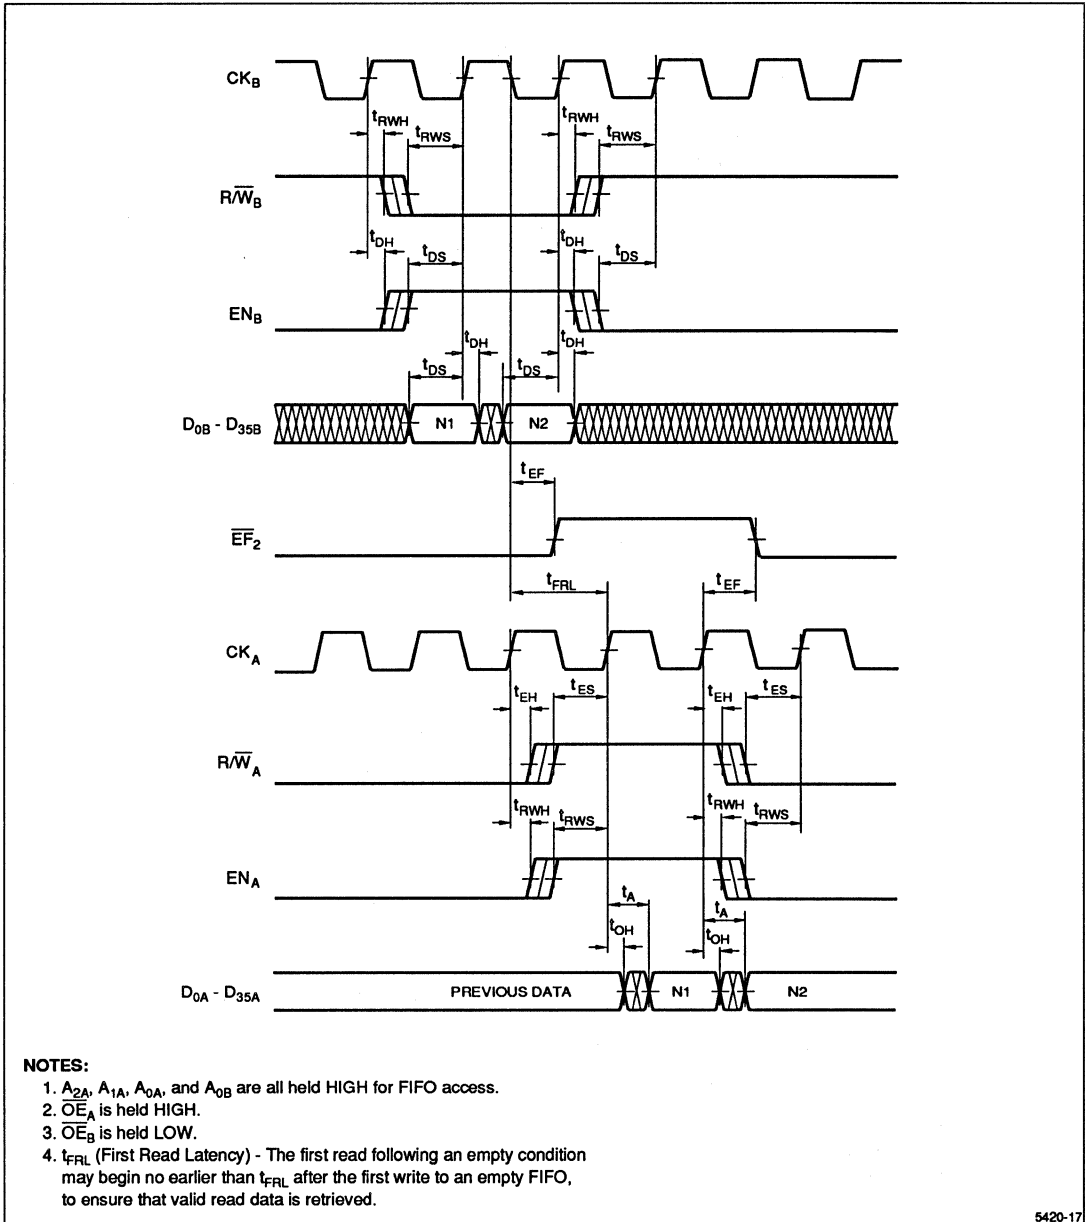 CKB
tRWH tRWS tRWH tRWS
R/W̅B
tDH tDS tDH tDS
ENB
tDH tDH
tDS tDS
D0B - D35B N1 N2
tEF
E̅F̅2
tFRL tEF
CKA
tEH tES tEH tES
R/W̅A
tRWH tRWS tRWH tRWS
ENA
tA tA
tOH tOH
D0A - D35A PREVIOUS DATA N1 N2
NOTES:
1. A2A, A1A, A0A, and A0B are all held HIGH for FIFO access.
2. O̅E̅A is held HIGH.
3. O̅E̅B is held LOW.
4. tFRL (First Read Latency) - The first read following an empty condition
may begin no earlier than tFRL after the first write to an empty FIFO,
to ensure that valid read data is retrieved.
5420-17